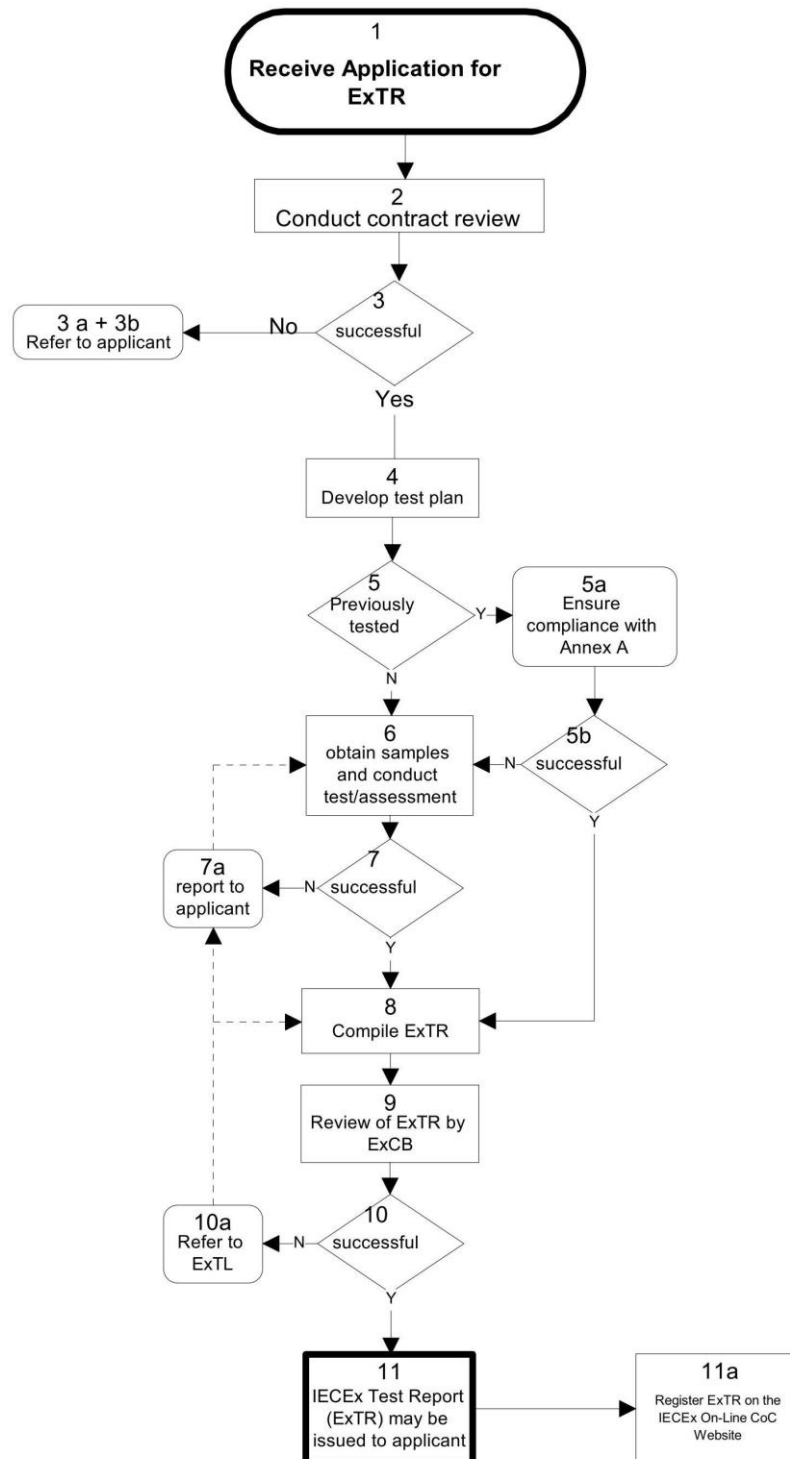 1
Receive Application for
ExTR
2
Conduct contract review
3
successful
No
3 a + 3b
Refer to applicant
Yes
4
Develop test plan
5
Previously
tested
Y
5a
Ensure
compliance with
Annex A
N
6
obtain samples
and conduct
test/assessment
N
5b
successful
Y
7
successful
N
7a
report to
applicant
Y
8
Compile ExTR
9
Review of ExTR by
ExCB
10
successful
N
10a
Refer to
ExTL
Y
11
IECEx Test Report
(ExTR) may be
issued to applicant
11a
Register ExTR on the
IECEx On-Line CoC
Website